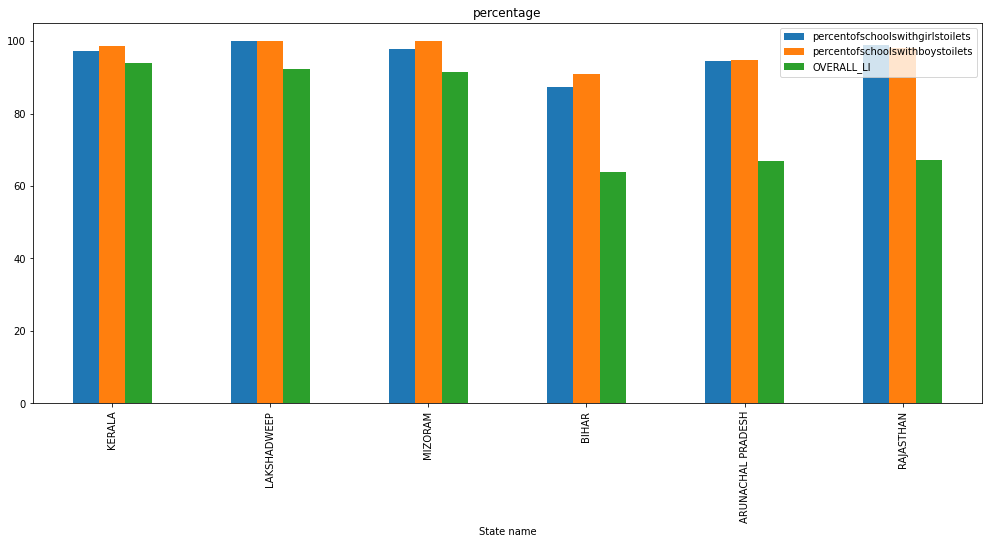 percentage
percentofschoolswithgirlstoilets
percentofschoolswithboystoilets
OVERALL_LI
100
80
60
40
20
0
KERALA
LAKSHADWEEP
MIZORAM
BIHAR
ARUNACHAL PRADESH
RAJASTHAN
State name